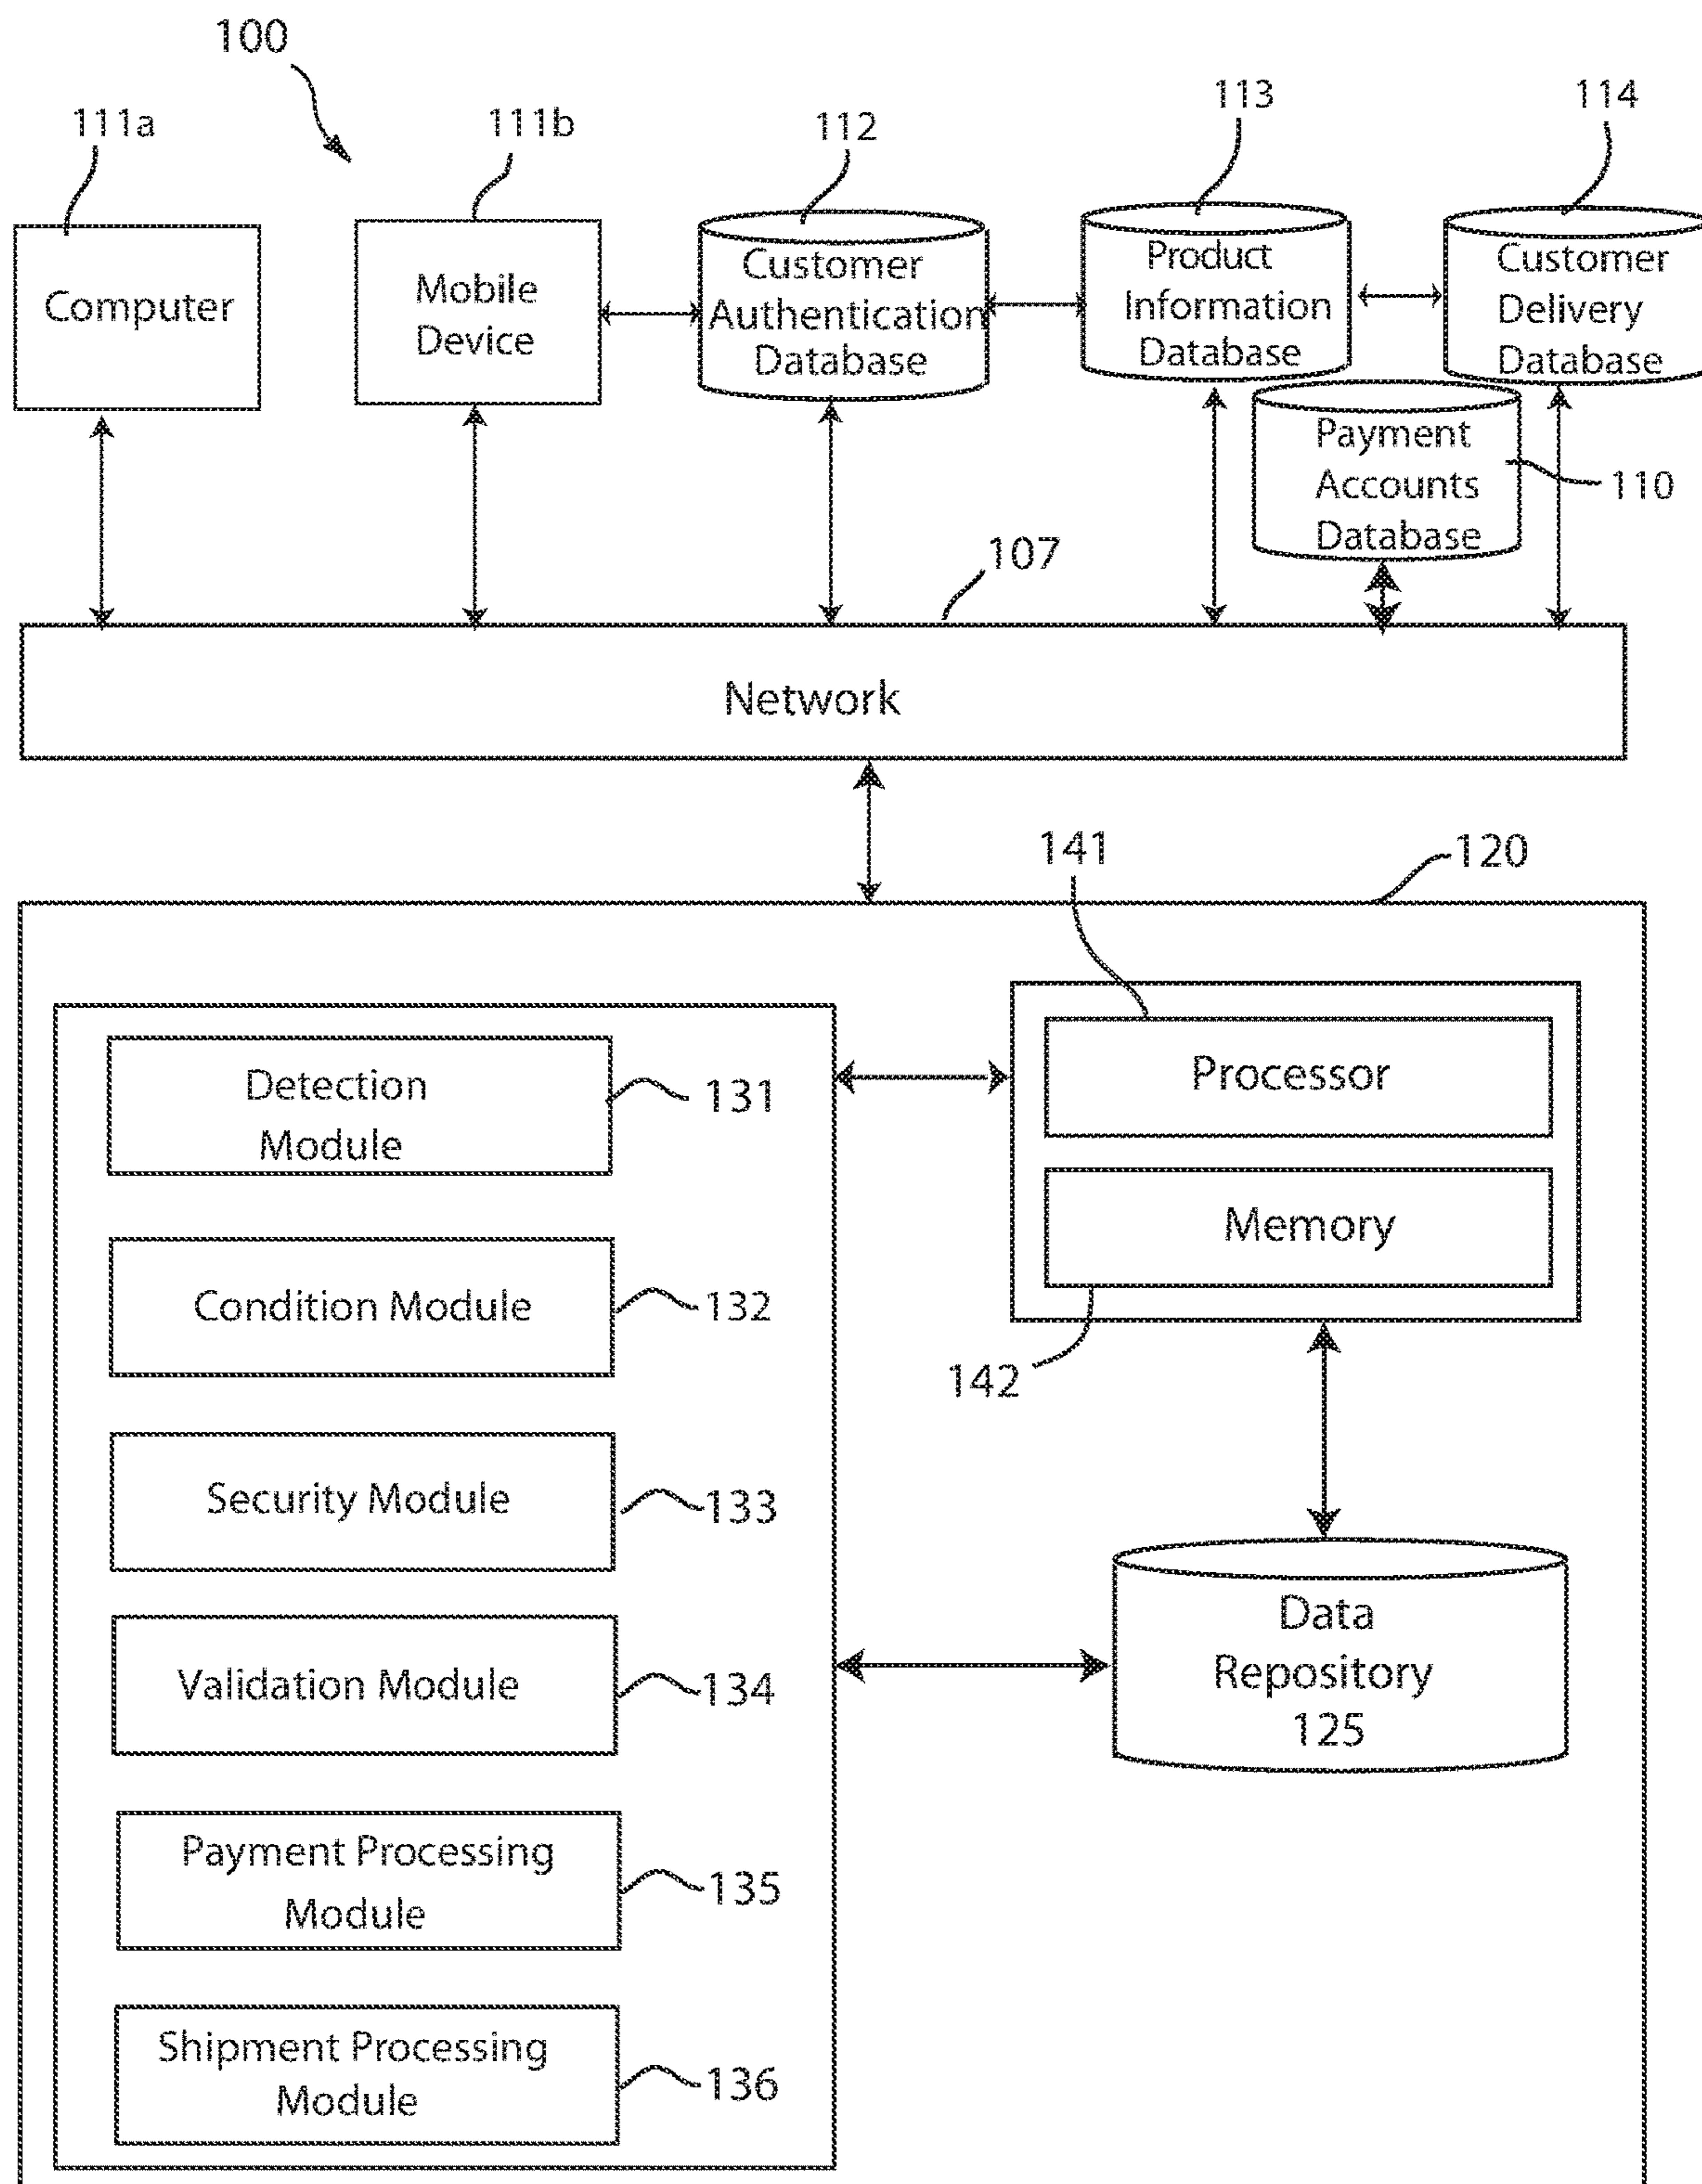 100
111a
111b
112
113
114
Computer
Mobile
Device
Customer
Authentication
Database
Product
Information
Database
Customer
Delivery
Database
Payment
Accounts
Database
110
107
Network
120
141
Processor
Memory
142
Detection
Module
131
Condition Module
132
Security Module
133
Validation Module
134
Payment Processing
Module
135
Shipment Processing
Module
136
Data
Repository
125